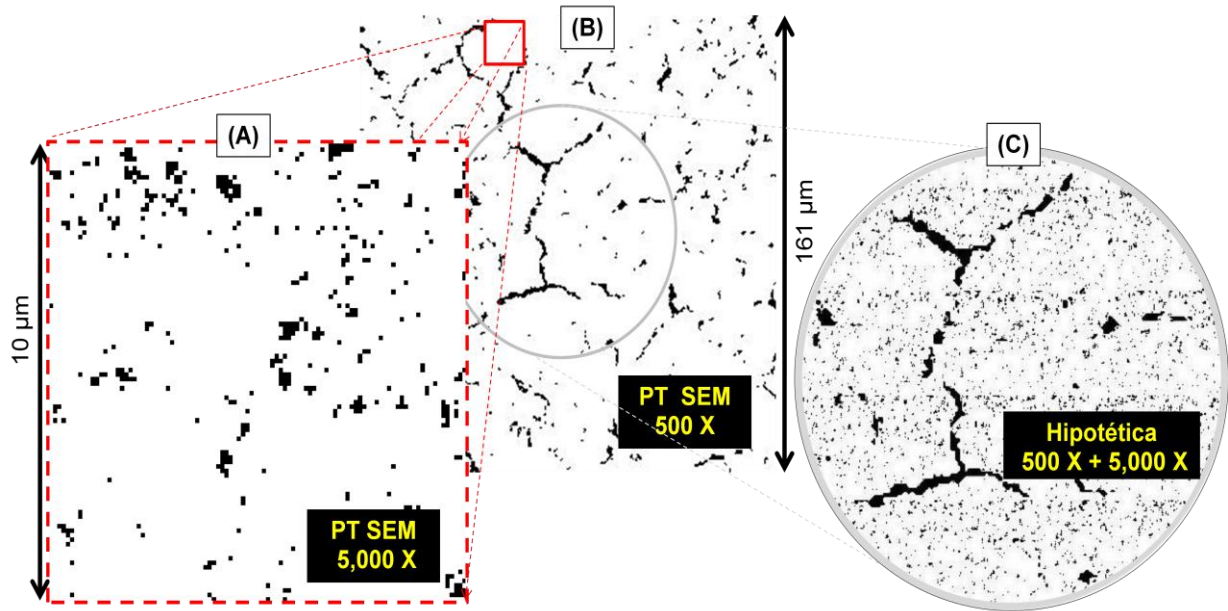 (A)
10 µm
PT SEM
5,000 X
(B)
161 µm
PT SEM
500 X
(C)
Hipotética
500 X + 5,000 X